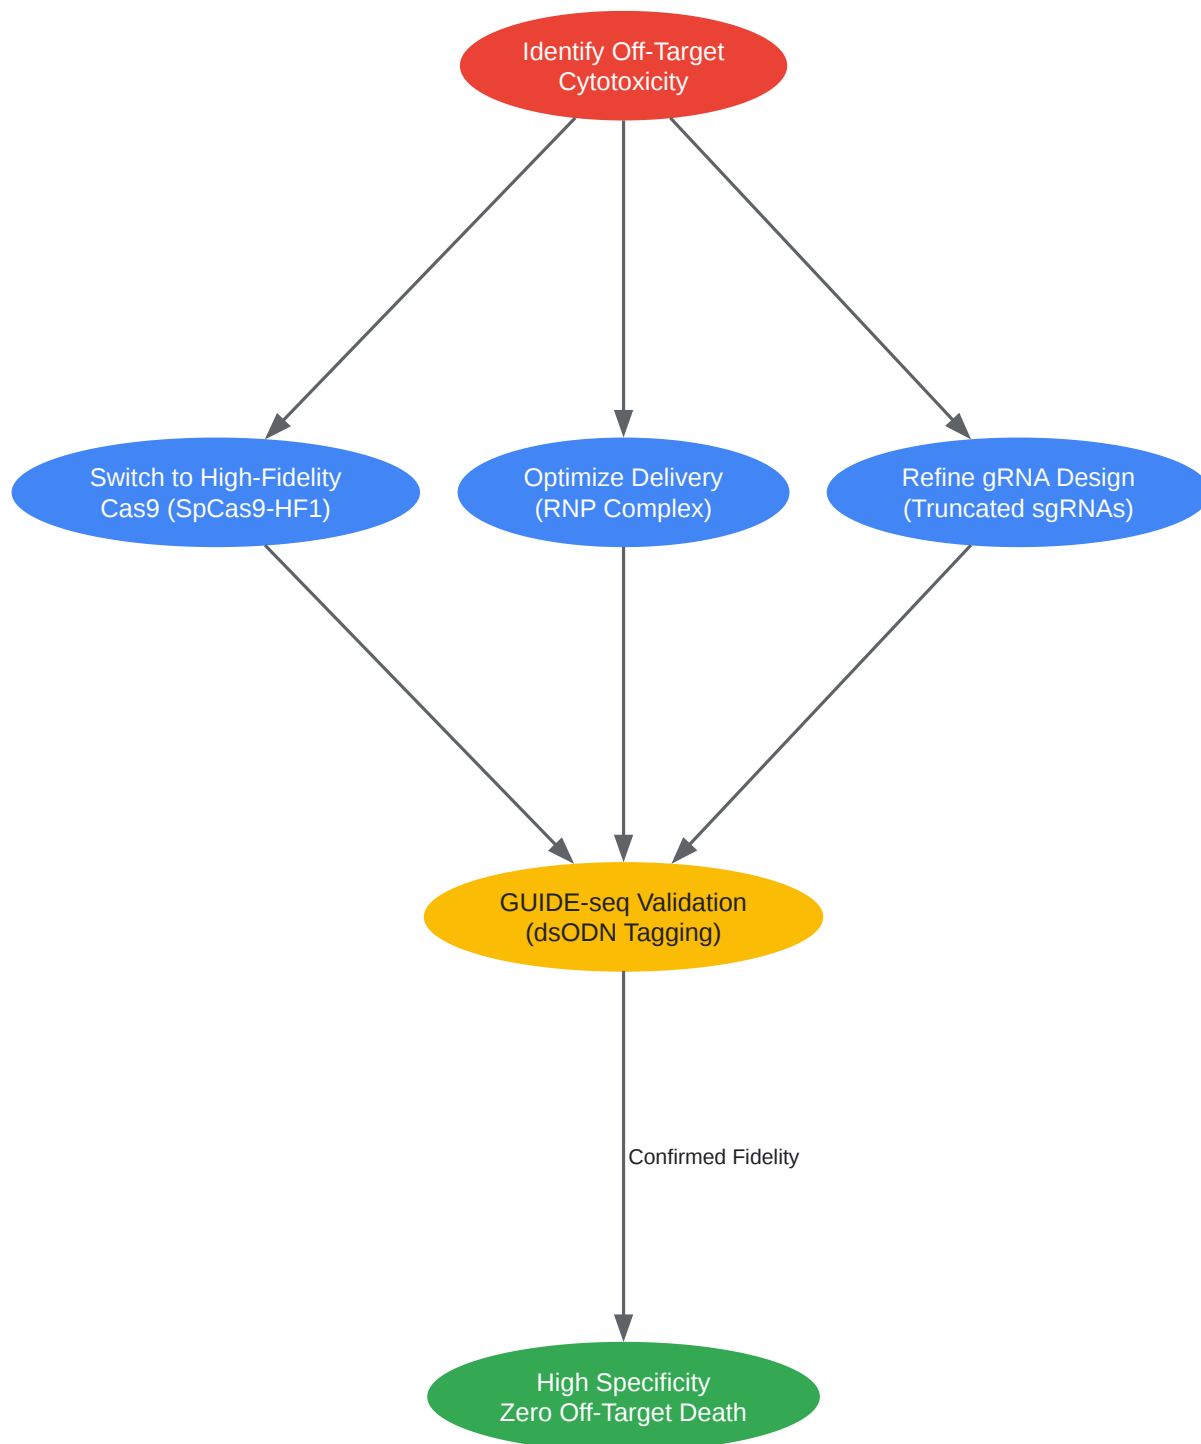 Identify Off-Target
Cytotoxicity
Switch to High-Fidelity
Cas9 (SpCas9-HF1)
Optimize Delivery
(RNP Complex)
Refine gRNA Design
(Truncated sgRNAs)
GUIDE-seq Validation
(dsODN Tagging)
Confirmed Fidelity
High Specificity
Zero Off-Target Death